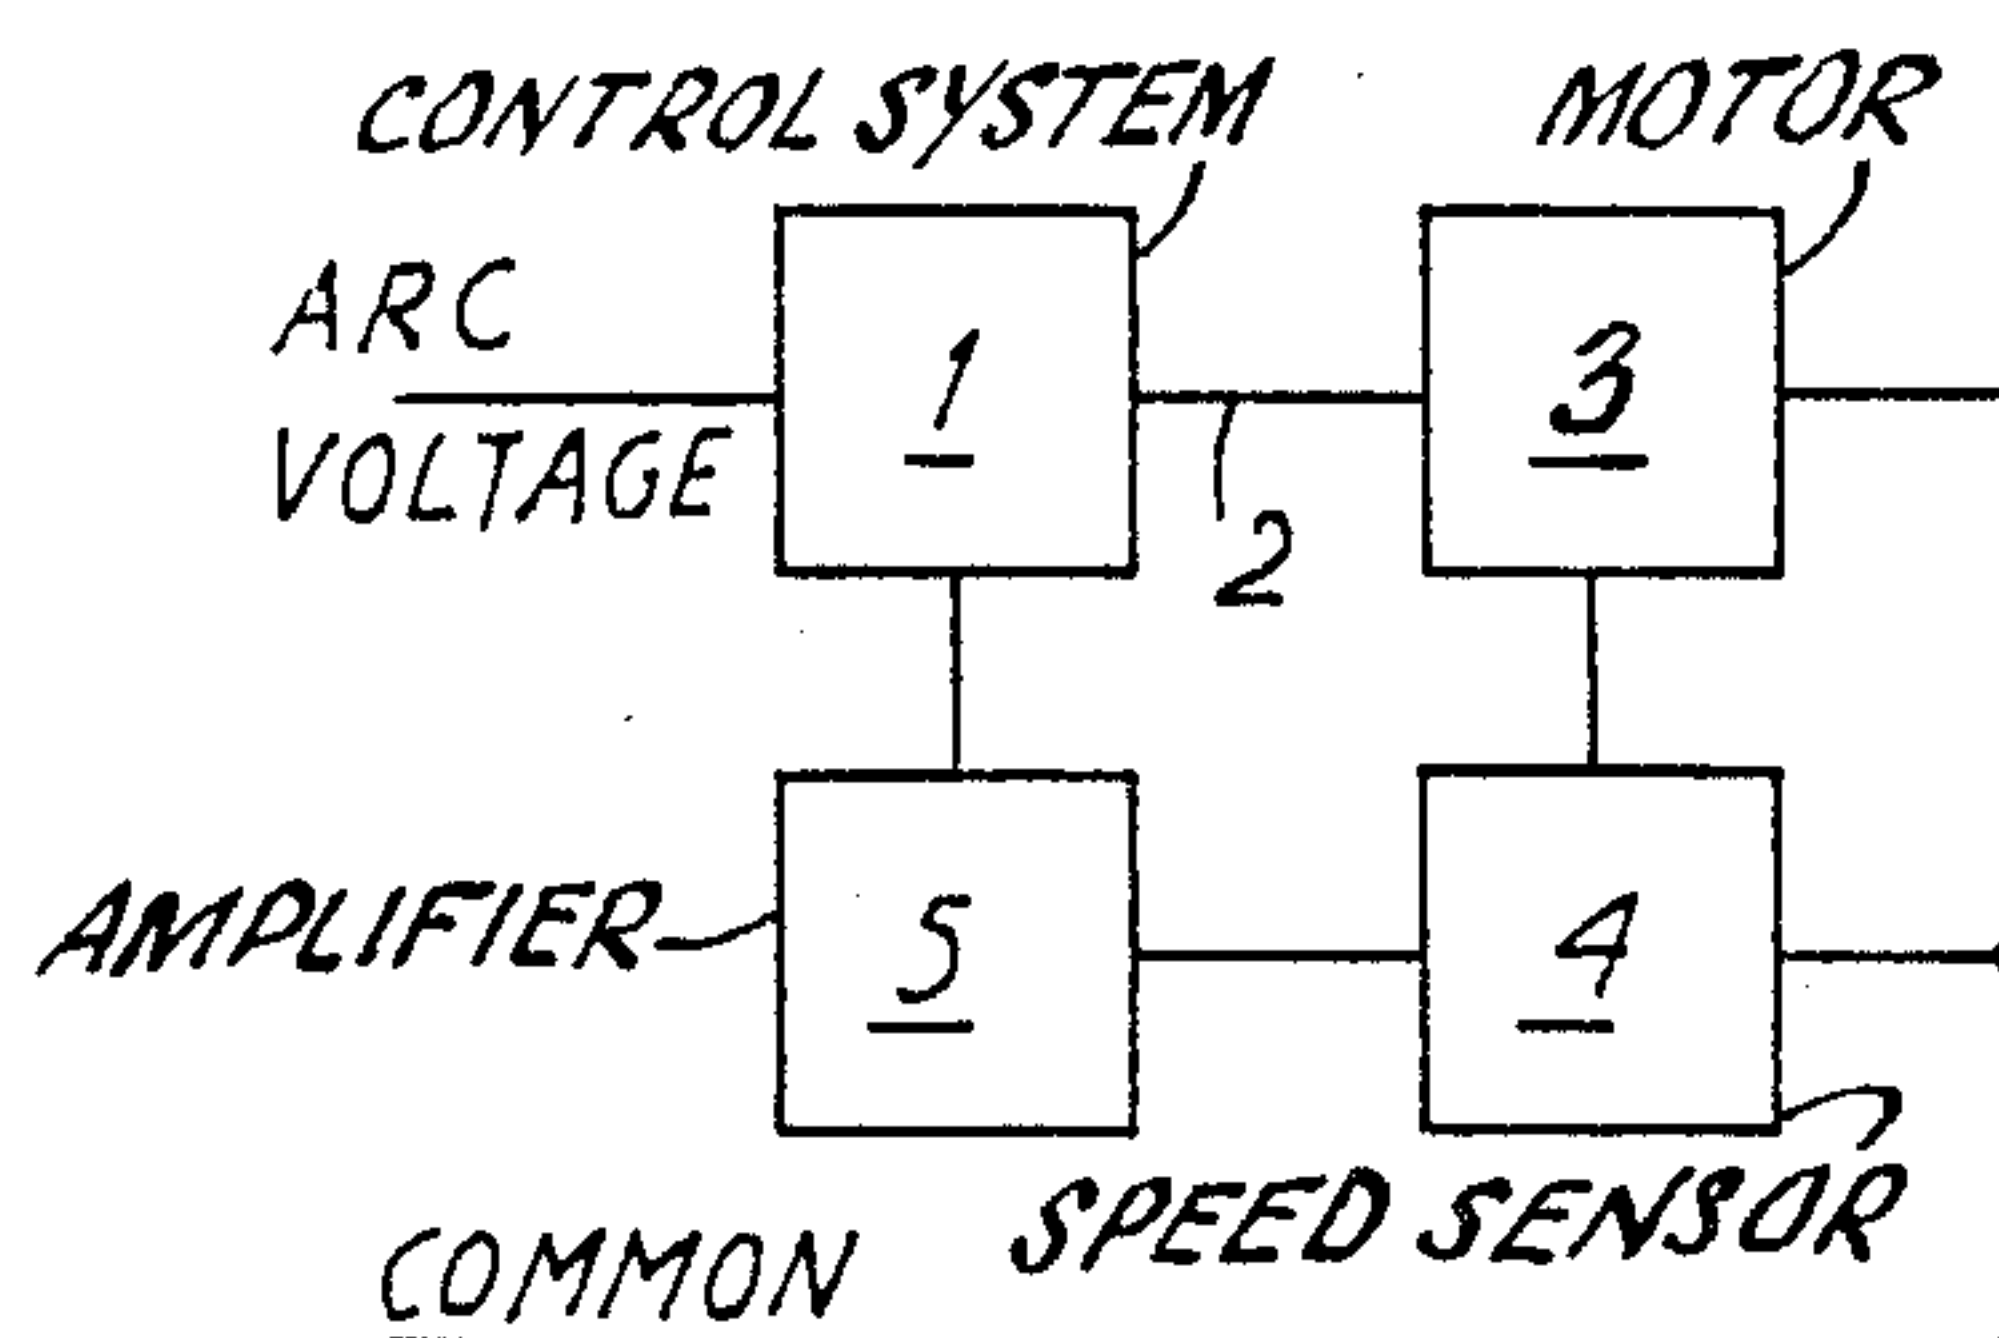 CONTROL SYSTEM
MOTOR
ARC
VOLTAGE
1
3
2
AMPLIFIER
5
4
SPEED SENSOR
COMMON